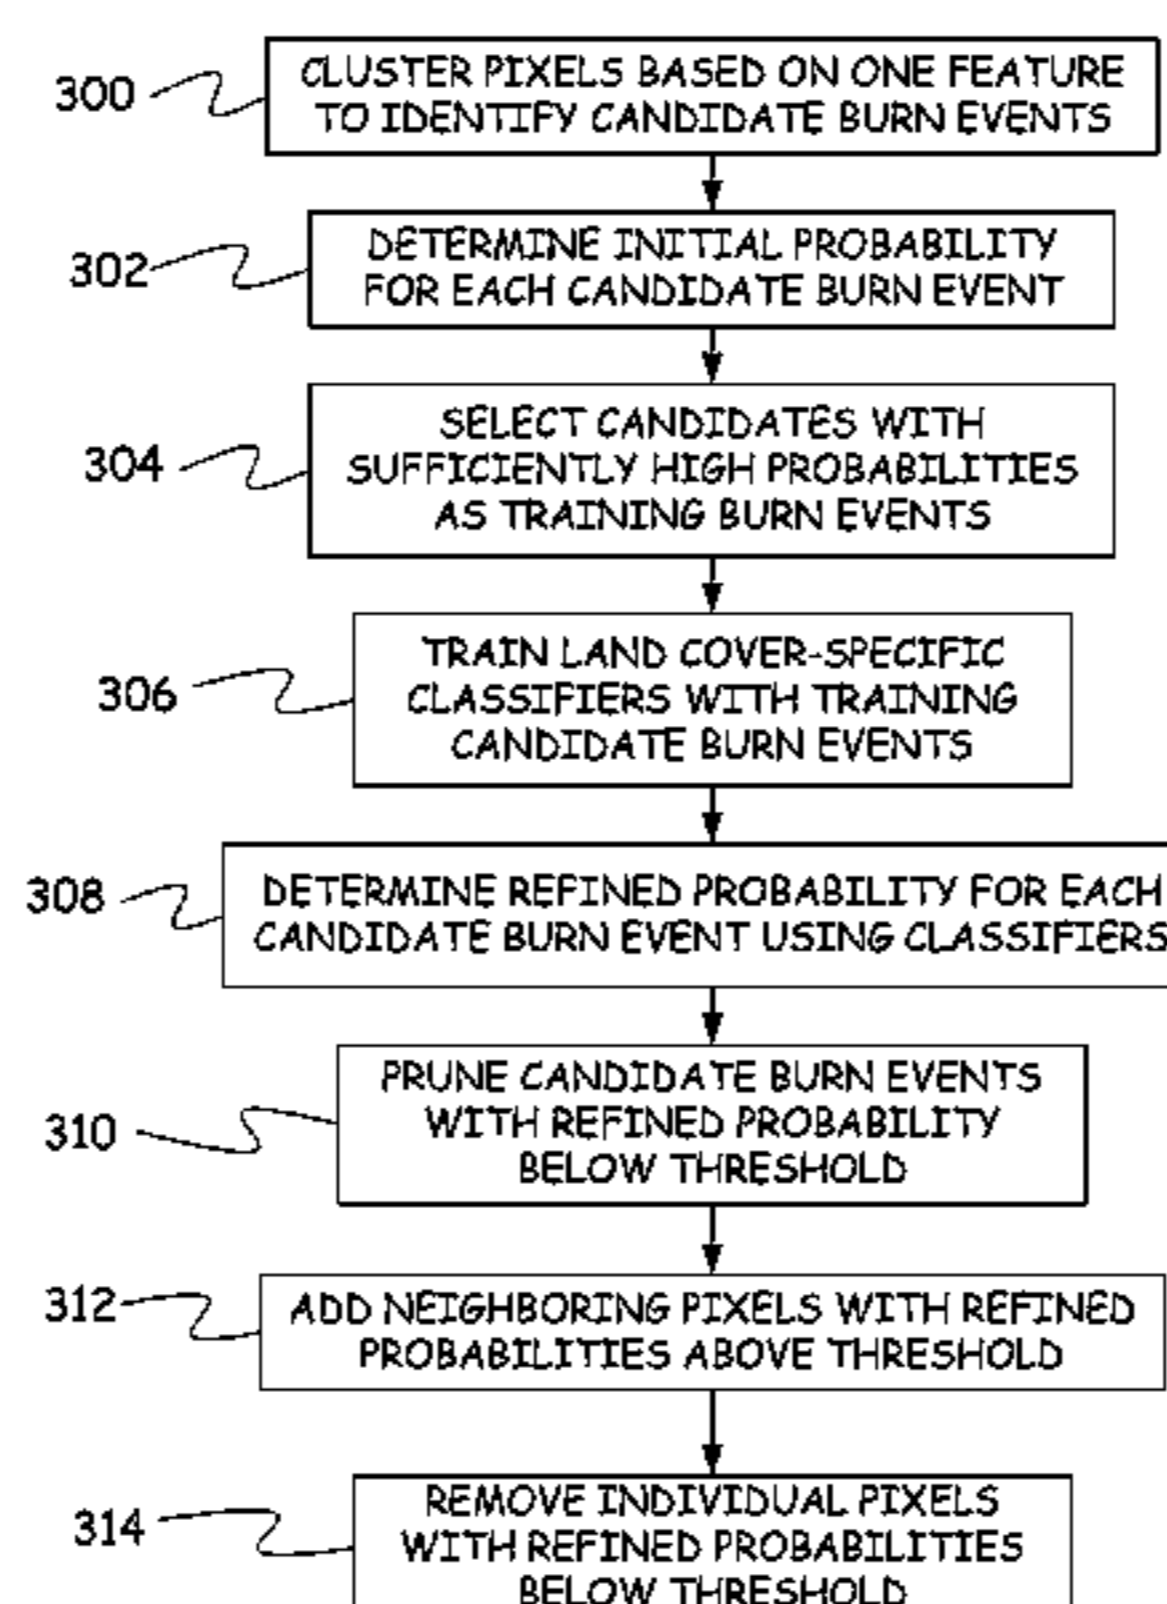 300
CLUSTER PIXELS BASED ON ONE FEATURE
TO IDENTIFY CANDIDATE BURN EVENTS
302
DETERMINE INITIAL PROBABILITY
FOR EACH CANDIDATE BURN EVENT
304
SELECT CANDIDATES WITH
SUFFICIENTLY HIGH PROBABILITIES
AS TRAINING BURN EVENTS
306
TRAIN LAND COVER-SPECIFIC
CLASSIFIERS WITH TRAINING
CANDIDATE BURN EVENTS
308
DETERMINE REFINED PROBABILITY FOR EACH
CANDIDATE BURN EVENT USING CLASSIFIERS
310
PRUNE CANDIDATE BURN EVENTS
WITH REFINED PROBABILITY
BELOW THRESHOLD
312
ADD NEIGHBORING PIXELS WITH REFINED
PROBABILITIES ABOVE THRESHOLD
314
REMOVE INDIVIDUAL PIXELS
WITH REFINED PROBABILITIES
BELOW THRESHOLD